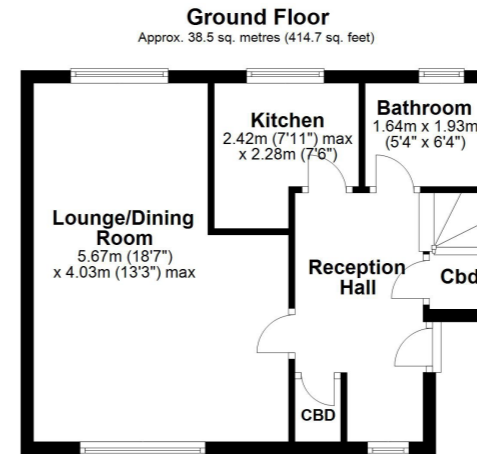 Ground Floor
Approx. 38.5 sq. metres (414.7 sq. feet)
Kitchen
2.42m (7'11") max
x 2.28m (7'6")
Bathroom
1.64m x 1.93m
(5'4" x 6'4")
Lounge/Dining
Room
5.67m (18'7")
x 4.03m (13'3") max
Reception
Hall
Cbd
CBD